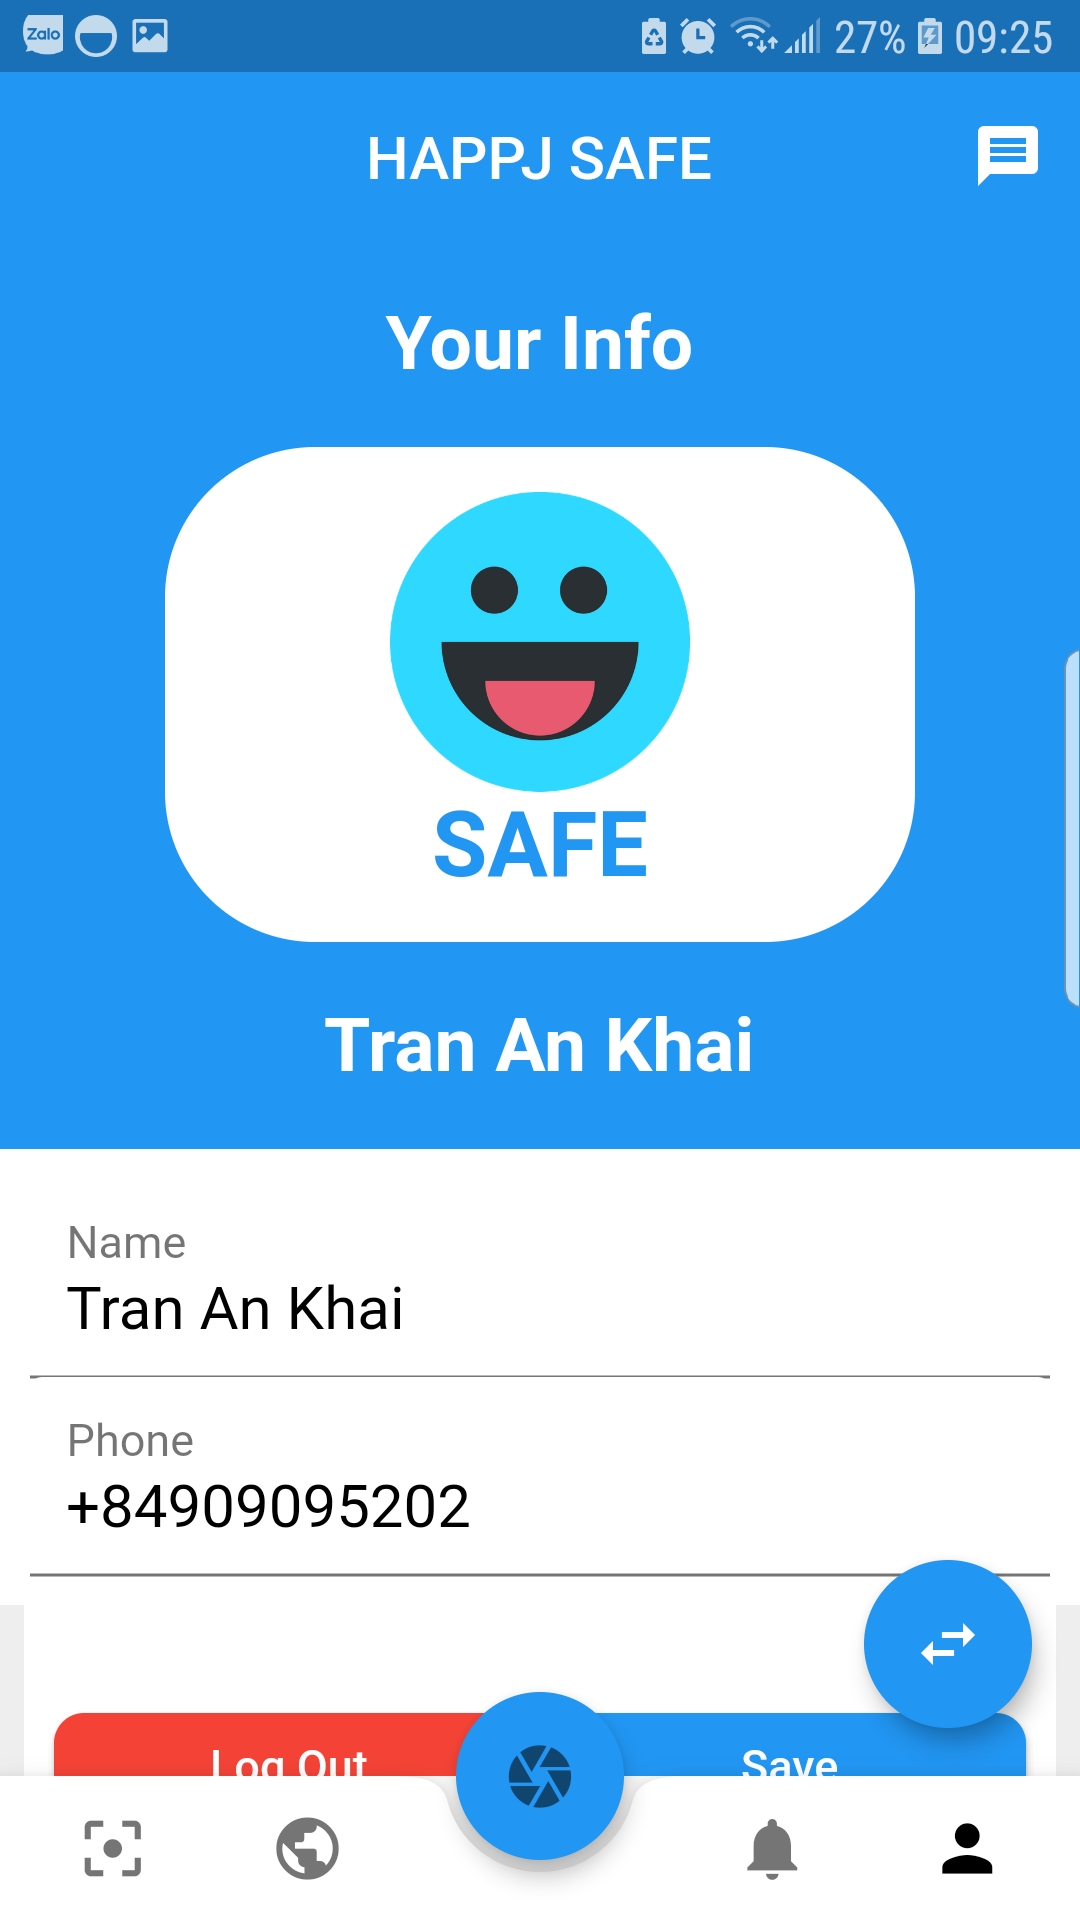 Zalo
27% 09:25
HAPPJ SAFE
Your Info
SAFE
Tran An Khai
Name
Tran An Khai
Phone
+84909095202
Log Out
Save